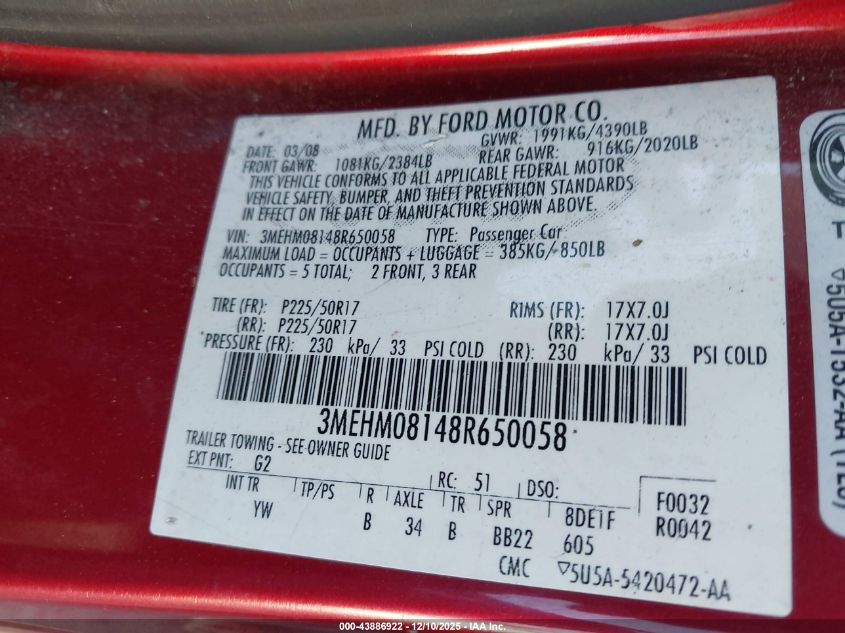 MFD. BY FORD MOTOR CO.
DATE: 03/08 GVWR: 1991KG/4390LB
FRONT GAWR: 1081KG/2384LB REAR GAWR: 916KG/2020LB
THIS VEHICLE CONFORMS TO ALL APPLICABLE FEDERAL MOTOR
VEHICLE SAFETY, BUMPER, AND THEFT PREVENTION STANDARDS
IN EFFECT ON THE DATE OF MANUFACTURE SHOWN ABOVE.
VIN: 3MEHM08148R650058 TYPE: Passenger Car
MAXIMUM LOAD = OCCUPANTS + LUGGAGE = 385KG/ 850LB
OCCUPANTS = 5 TOTAL; 2 FRONT, 3 REAR
TIRE (FR): P225/50R17 RIMS (FR): 17X7.0J
(RR): P225/50R17 (RR): 17X7.0J
PRESSURE (FR): 230 kPa/ 33 PSI COLD (RR): 230 kPa/ 33 PSI COLD
3MEHM08148R650058
TRAILER TOWING - SEE OWNER GUIDE
EXT PNT: G2 RC: 51 DSO: F0032
INT TR TP/PS R AXLE TR SPR 8DE1F R0042
YW B 34 B BB22 605
CMC ▽5U5A-5420472-AA
▽5U5A-1532
000-43886922 - 12/10/2025 - IAA Inc.